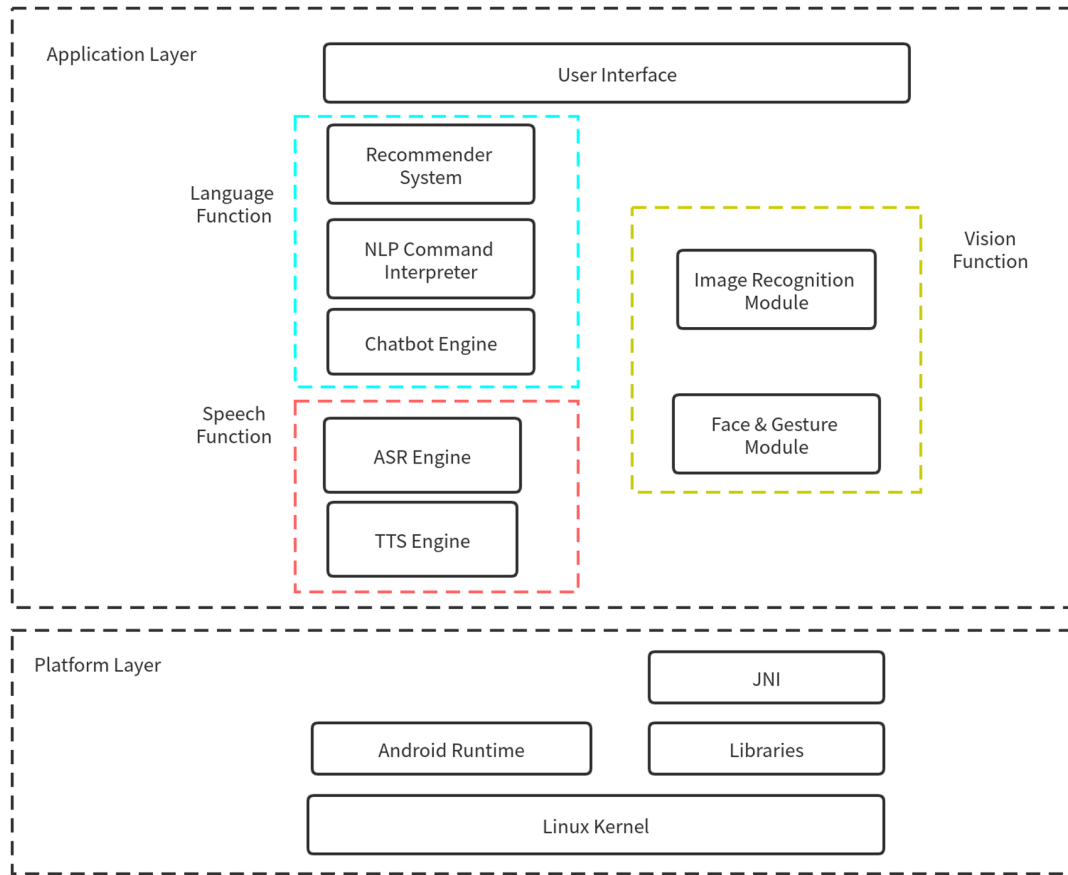 Application Layer
User Interface
Language
Function
Recommender
System
NLP Command
Interpreter
Chatbot Engine
Vision
Function
Image Recognition
Module
Face & Gesture
Module
Speech
Function
ASR Engine
TTS Engine
Platform Layer
JNI
Android Runtime
Libraries
Linux Kernel